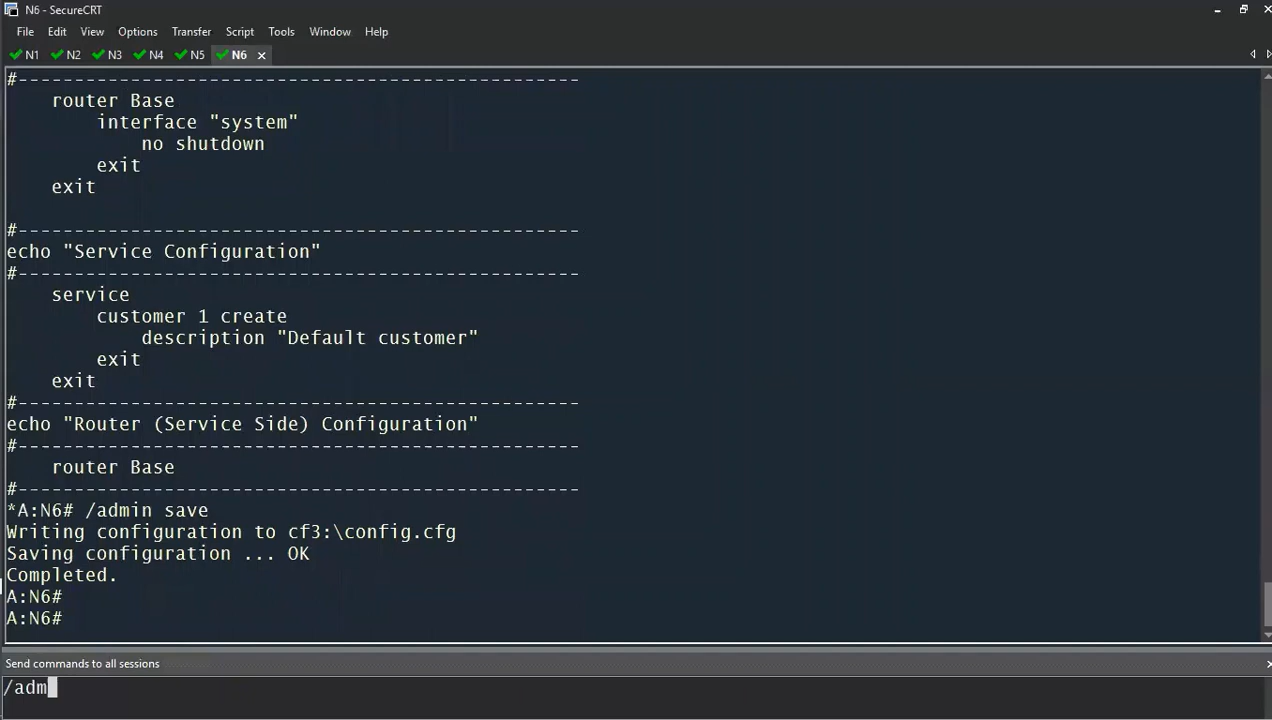 N6 - SecureCRT
File Edit View Options Transfer Script Tools Window Help
N1 N2 N3 N4 N5 N6
#--------------------------------------------------
    router Base
        interface "system"
            no shutdown
        exit
    exit
#--------------------------------------------------
echo "Service Configuration"
#--------------------------------------------------
    service
        customer 1 create
            description "Default customer"
        exit
    exit
#--------------------------------------------------
echo "Router (Service Side) Configuration"
#--------------------------------------------------
    router Base
#--------------------------------------------------
*A:N6# /admin save
Writing configuration to cf3:\config.cfg
Saving configuration ... OK
Completed.
A:N6#
A:N6#
Send commands to all sessions
/adm